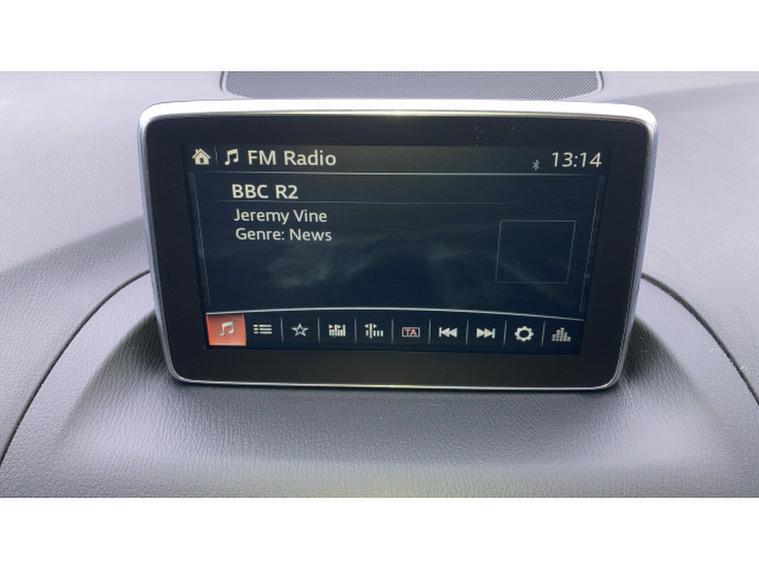 FM Radio 13:14
BBC R2
Jeremy Vine
Genre: News
TA